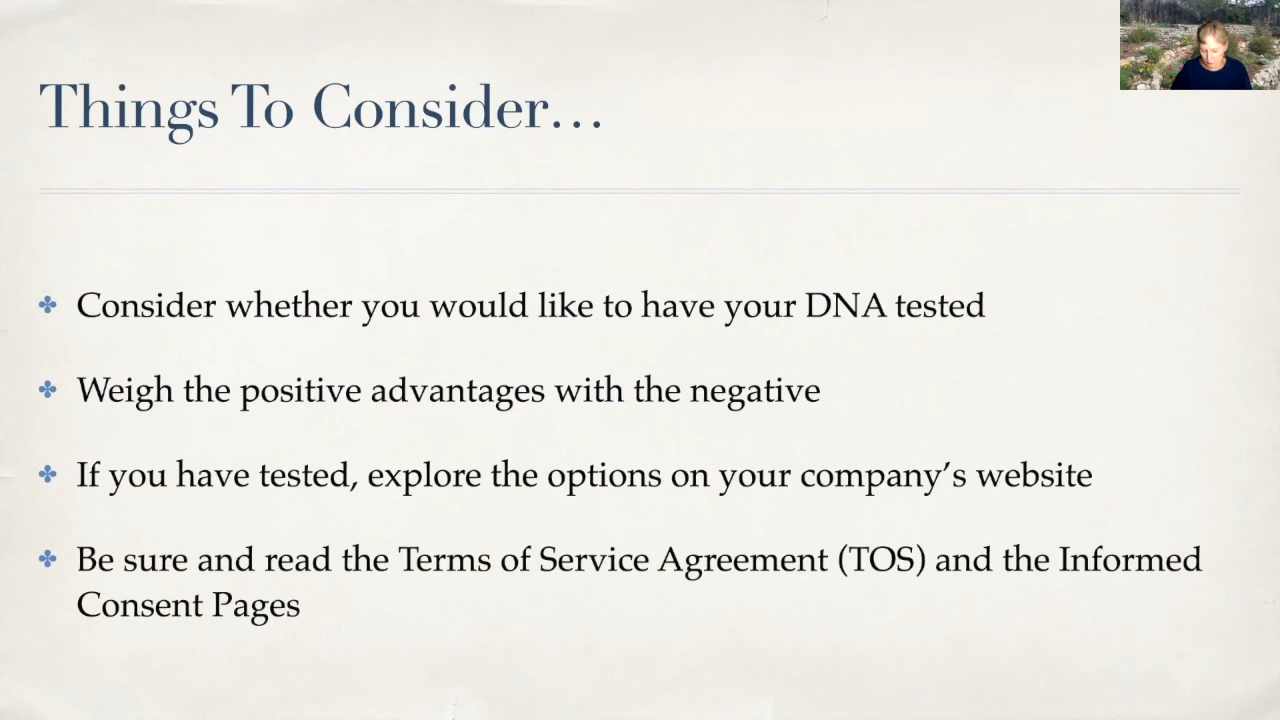 Things To Consider…
Consider whether you would like to have your DNA tested
Weigh the positive advantages with the negative
If you have tested, explore the options on your company’s website
Be sure and read the Terms of Service Agreement (TOS) and the Informed
Consent Pages